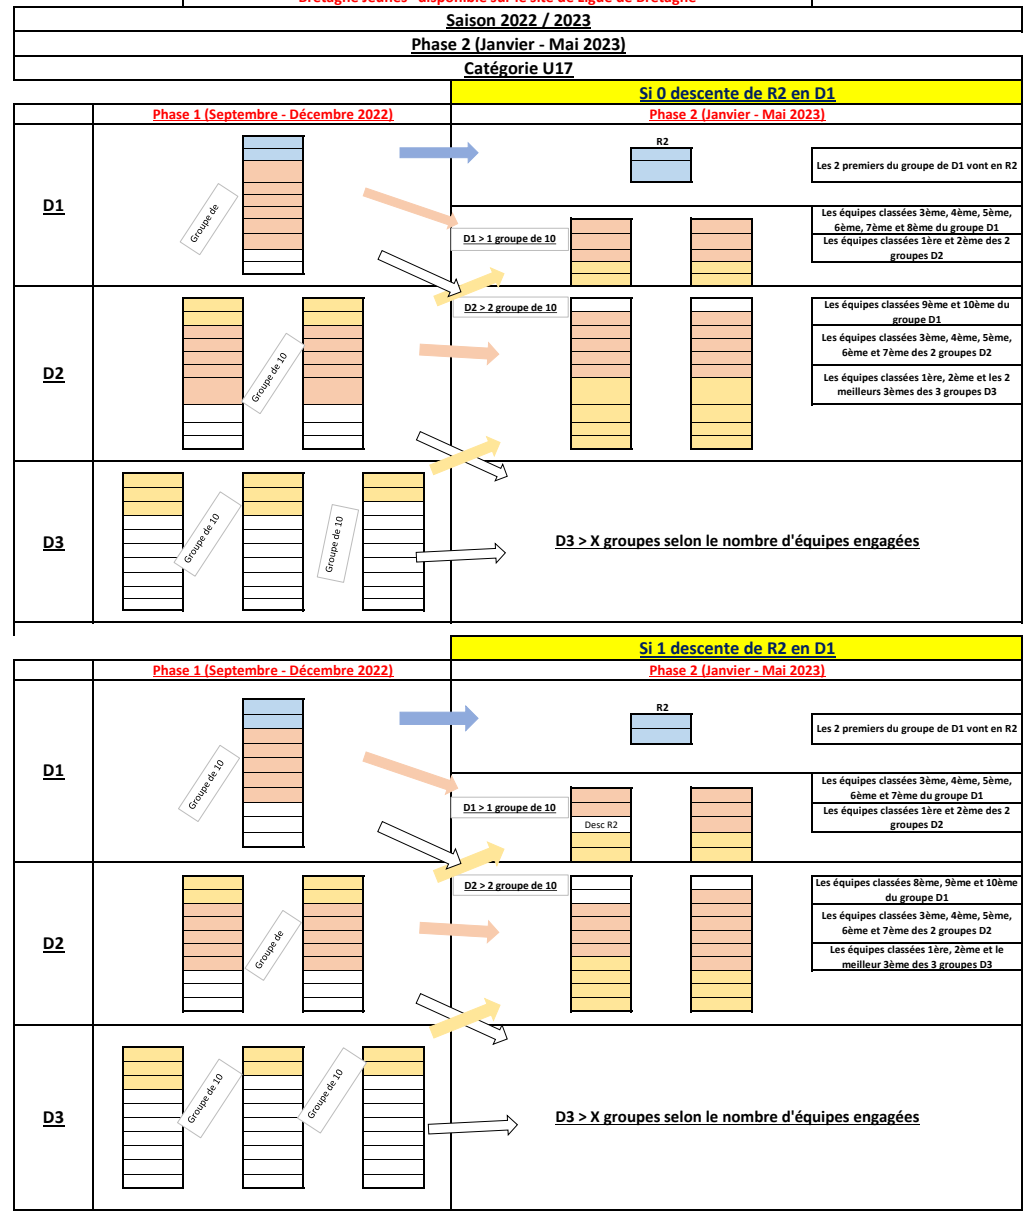 Bretagne Jeunes - disponible sur le site de Ligue de Bretagne
Saison 2022 / 2023
Phase 2 (Janvier - Mai 2023)
Catégorie U17
Si 0 descente de R2 en D1
Phase 1 (Septembre - Décembre 2022)
Phase 2 (Janvier - Mai 2023)
D1
Groupe de
R2
Les 2 premiers du groupe de D1 vont en R2
D1 > 1 groupe de 10
Les équipes classées 3ème, 4ème, 5ème,
6ème, 7ème et 8ème du groupe D1
Les équipes classées 1ère et 2ème des 2
groupes D2
D2
Groupe de 10
D2 > 2 groupe de 10
Les équipes classées 9ème et 10ème du
groupe D1
Les équipes classées 3ème, 4ème, 5ème,
6ème et 7ème des 2 groupes D2
Les équipes classées 1ère, 2ème et les 2
meilleurs 3èmes des 3 groupes D3
D3
Groupe de 10
Groupe de 10
D3 > X groupes selon le nombre d'équipes engagées
Si 1 descente de R2 en D1
Phase 1 (Septembre - Décembre 2022)
Phase 2 (Janvier - Mai 2023)
D1
Groupe de 10
R2
Les 2 premiers du groupe de D1 vont en R2
D1 > 1 groupe de 10
Desc R2
Les équipes classées 3ème, 4ème, 5ème,
6ème et 7ème du groupe D1
Les équipes classées 1ère et 2ème des 2
groupes D2
D2
Groupe de
D2 > 2 groupe de 10
Les équipes classées 8ème, 9ème et 10ème
du groupe D1
Les équipes classées 3ème, 4ème, 5ème,
6ème et 7ème des 2 groupes D2
Les équipes classées 1ère, 2ème et le
meilleur 3ème des 3 groupes D3
D3
Groupe de 10
Groupe de 10
D3 > X groupes selon le nombre d'équipes engagées